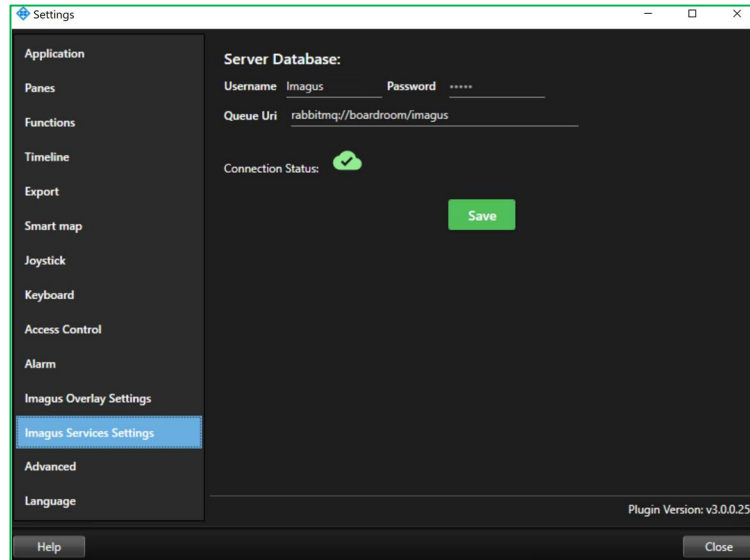 Settings
Application
Panes
Functions
Timeline
Export
Smart map
Joystick
Keyboard
Access Control
Alarm
Imagus Overlay Settings
Imagus Services Settings
Advanced
Language
Server Database:
Username Imagus Password •••••
Queue Uri rabbitmq://boardroom/imagus
Connection Status:
Save
Plugin Version: v3.0.0.25
Help
Close